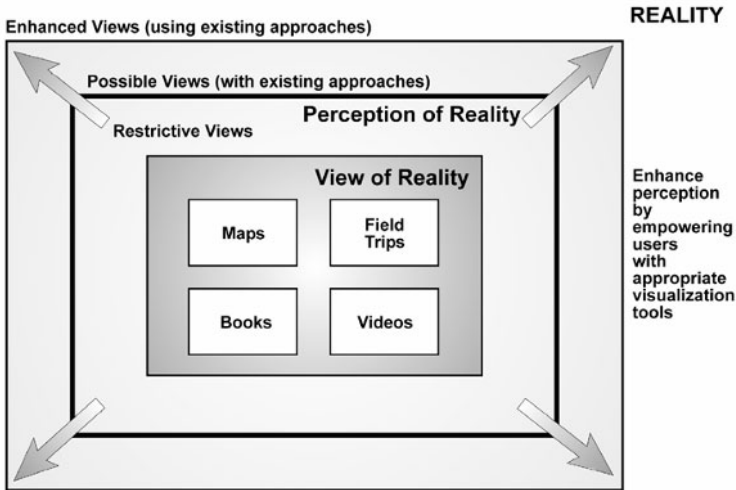 REALITY
Enhanced Views (using existing approaches)
Possible Views (with existing approaches)
Perception of Reality
Restrictive Views
View of Reality
Maps
Field
Trips
Books
Videos
Enhance
perception
by
empowering
users
with
appropriate
visualization
tools